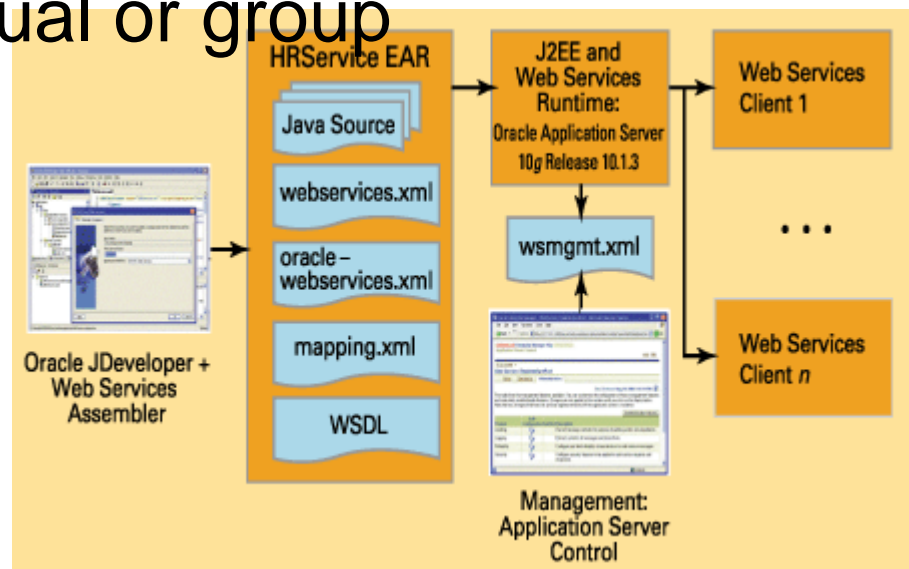 ual or group
HRService EAR
Java Source
webservices.xml
oracle–
webservices.xml
mapping.xml
WSDL
Oracle JDeveloper +
Web Services
Assembler
J2EE and
Web Services
Runtime:
Oracle Application Server
10g Release 10.1.3
wsmgmt.xml
Management:
Application Server
Control
Web Services
Client 1
• • •
Web Services
Client n